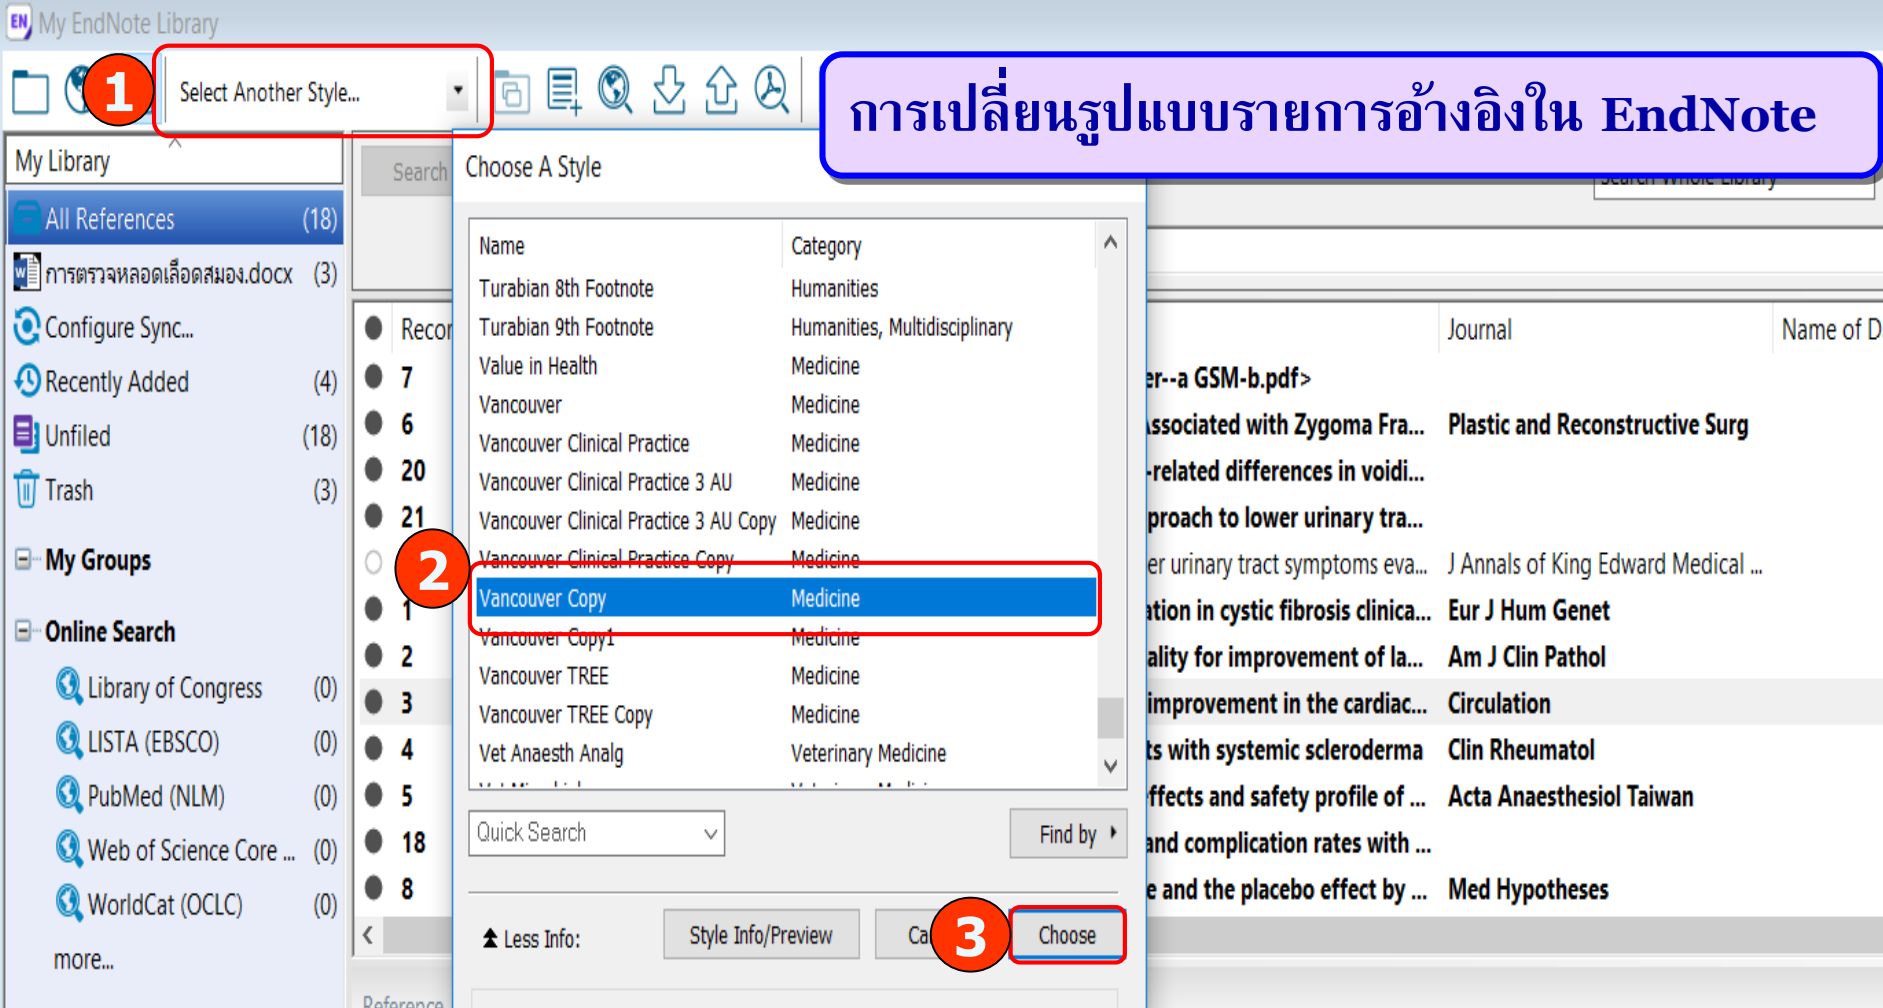 EN My EndNote Library
1 Select Another Style...
การเปลี่ยนรูปแบบรายการอ้างอิงใน EndNote
My Library
All References (18)
การตรวจหลอดเลือดสมอง.docx (3)
Configure Sync...
Recently Added (4)
Unfiled (18)
Trash (3)
My Groups
Online Search
Library of Congress (0)
LISTA (EBSCO) (0)
PubMed (NLM) (0)
Web of Science Core ... (0)
WorldCat (OCLC) (0)
more...
Search
Search Whole Library
Choose A Style
Name Category
Turabian 8th Footnote Humanities
Turabian 9th Footnote Humanities, Multidisciplinary
Value in Health Medicine
Vancouver Medicine
Vancouver Clinical Practice Medicine
Vancouver Clinical Practice 3 AU Medicine
Vancouver Clinical Practice 3 AU Copy Medicine
Vancouver Clinical Practice Copy Medicine
2 Vancouver Copy Medicine
Vancouver Copy1 Medicine
Vancouver TREE Medicine
Vancouver TREE Copy Medicine
Vet Anaesth Analg Veterinary Medicine
Quick Search
Find by
Less Info:
Style Info/Preview
Ca
3 Choose
Recor Journal Name of D
7 er--a GSM-b.pdf>
6 Associated with Zygoma Fra... Plastic and Reconstructive Surg
20 -related differences in voidi...
21 proach to lower urinary tra...
er urinary tract symptoms eva... J Annals of King Edward Medical ...
1 ation in cystic fibrosis clinica... Eur J Hum Genet
2 ality for improvement of la... Am J Clin Pathol
3 improvement in the cardiac... Circulation
4 ts with systemic scleroderma Clin Rheumatol
5 ffects and safety profile of ... Acta Anaesthesiol Taiwan
18 and complication rates with ...
8 e and the placebo effect by ... Med Hypotheses
Reference